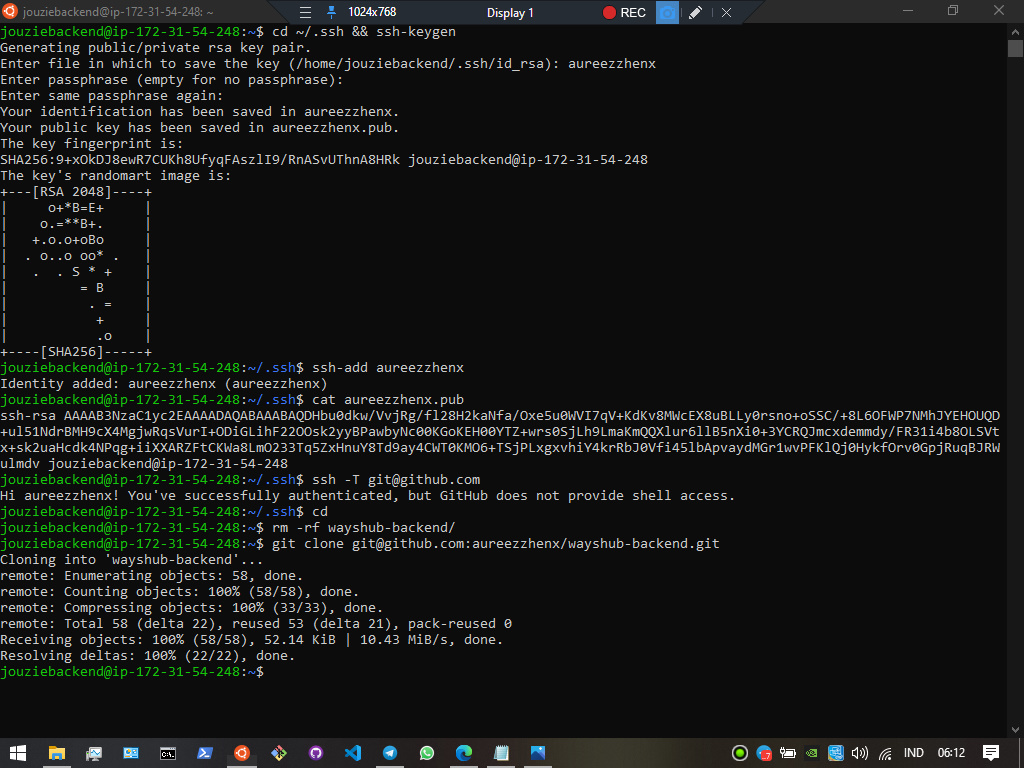 jouziebackend@ip-172-31-54-248: ~
1024x768
Display 1
REC
jouziebackend@ip-172-31-54-248:~$ cd ~/.ssh && ssh-keygen
Generating public/private rsa key pair.
Enter file in which to save the key (/home/jouziebackend/.ssh/id_rsa): aureezzhenx
Enter passphrase (empty for no passphrase):
Enter same passphrase again:
Your identification has been saved in aureezzhenx.
Your public key has been saved in aureezzhenx.pub.
The key fingerprint is:
SHA256:9+xOkDJ8ewR7CUKh8UfyqFAszlI9/RnASvUThnA8HRk jouziebackend@ip-172-31-54-248
The key's randomart image is:
+---[RSA 2048]----+
|     o+*B=E+     |
|    o.=**B+.     |
|   +.o.o+oBo     |
|  . o..o oo* .   |
|   .  . S * +    |
|         = B     |
|          . =    |
|           +     |
|           .o    |
+----[SHA256]-----+
jouziebackend@ip-172-31-54-248:~/.ssh$ ssh-add aureezzhenx
Identity added: aureezzhenx (aureezzhenx)
jouziebackend@ip-172-31-54-248:~/.ssh$ cat aureezzhenx.pub
ssh-rsa AAAAB3NzaC1yc2EAAAADAQABAAABAQDHbu0dkw/VvjRg/fl28H2kaNfa/Oxe5u0WVI7qV+KdKv8MWcEX8uBLLy0rsno+oSSC/+8L6OFWP7NMhJYEHOUQD
+ul51NdrBMH9cX4MgjwRqsVurI+ODiGLihF22OOsk2yyBPawbyNc00KGoKEH00YTZ+wrs0SjLh9LmaKmQQXlur6llB5nXi0+3YCRQJmcxdemmdy/FR31i4b8OLSVt
x+sk2uaHcdk4NPqg+iiXXARZFtCKWa8LmO233Tq5ZxHnuY8Td9ay4CWT0KMO6+TSjPLxgxvhiY4krRbJ0Vfi45lbApvaydMGr1wvPFKlQj0HykfOrv0GpjRuqBJRW
ulmdv jouziebackend@ip-172-31-54-248
jouziebackend@ip-172-31-54-248:~/.ssh$ ssh -T git@github.com
Hi aureezzhenx! You've successfully authenticated, but GitHub does not provide shell access.
jouziebackend@ip-172-31-54-248:~/.ssh$ cd
jouziebackend@ip-172-31-54-248:~$ rm -rf wayshub-backend/
jouziebackend@ip-172-31-54-248:~$ git clone git@github.com:aureezzhenx/wayshub-backend.git
Cloning into 'wayshub-backend'...
remote: Enumerating objects: 58, done.
remote: Counting objects: 100% (58/58), done.
remote: Compressing objects: 100% (33/33), done.
remote: Total 58 (delta 22), reused 53 (delta 21), pack-reused 0
Receiving objects: 100% (58/58), 52.14 KiB | 10.43 MiB/s, done.
Resolving deltas: 100% (22/22), done.
jouziebackend@ip-172-31-54-248:~$
IND
06:12